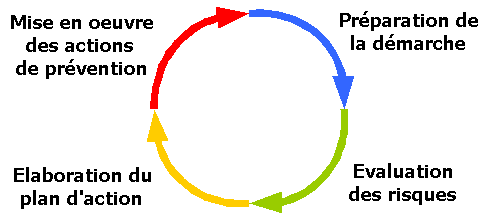 Mise en oeuvre
des actions
de prévention
Préparation de
la démarche
Elaboration du
plan d'action
Evaluation
des risques